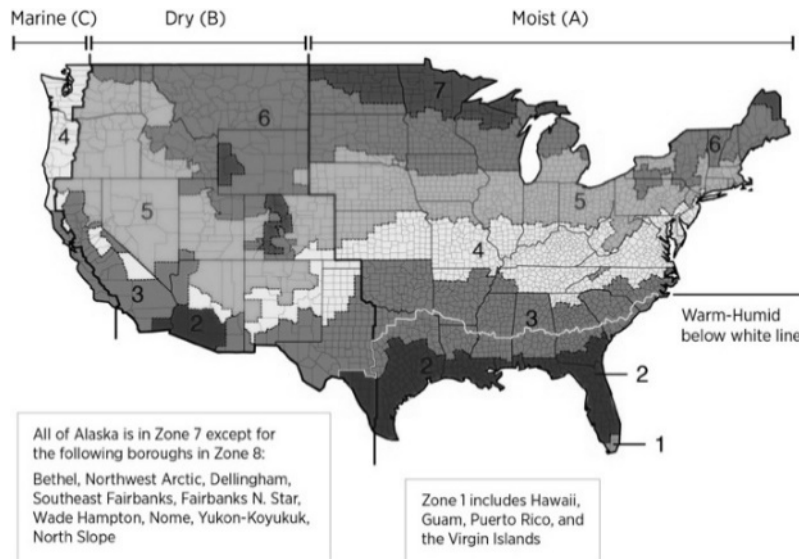 Marine (C)
Dry (B)
Moist (A)
7
6
6
4
5
5
4
3
3
2
2
Warm-Humid
below white line
2
1
All of Alaska is in Zone 7 except for
the following boroughs in Zone 8:
Bethel, Northwest Arctic, Dellingham,
Southeast Fairbanks, Fairbanks N. Star,
Wade Hampton, Nome, Yukon-Koyukuk,
North Slope
Zone 1 includes Hawaii,
Guam, Puerto Rico, and
the Virgin Islands